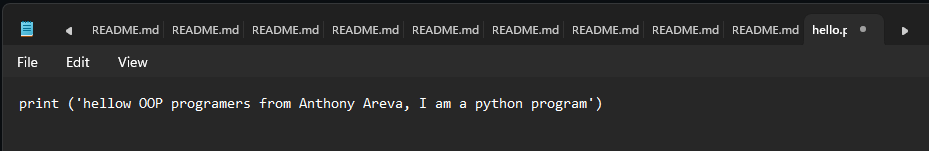 README.md README.md README.md README.md README.md README.md README.md README.md README.md hello.p
File Edit View
print ('hellow OOP programers from Anthony Areva, I am a python program')